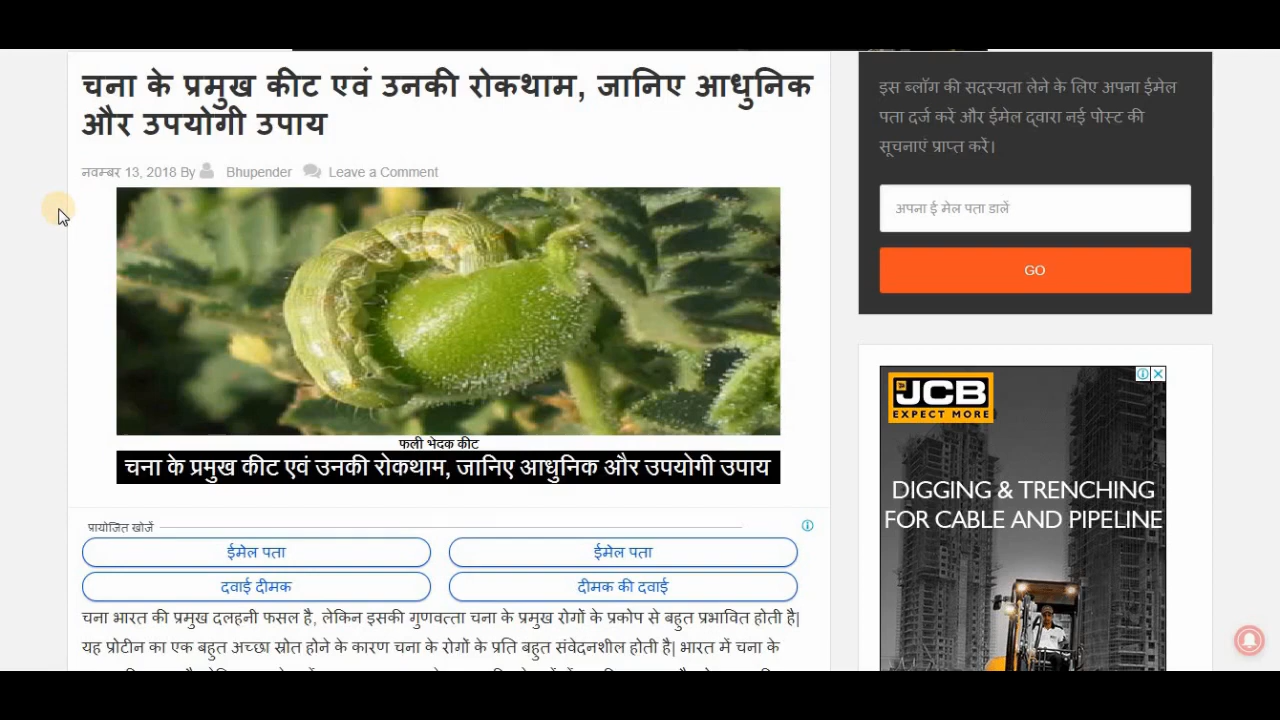 चना के प्रमुख कीट एवं उनकी रोकथाम, जानिए आधुनिक
और उपयोगी उपाय
नवम्बर 13, 2018 By Bhupender Leave a Comment
फली भेदक कीट
चना के प्रमुख कीट एवं उनकी रोकथाम, जानिए आधुनिक और उपयोगी उपाय
प्रायोजित खोजें
ईमेल पता
ईमेल पता
दवाई दीमक
दीमक की दवाई
चना भारत की प्रमुख दलहनी फसल है, लेकिन इसकी गुणवत्ता चना के प्रमुख रोगों के प्रकोप से बहुत प्रभावित होती है|
यह प्रोटीन का एक बहुत अच्छा स्रोत होने के कारण चना के रोगों के प्रति बहुत संवेदनशील होती है| भारत में चना के
इस ब्लॉग की सदस्यता लेने के लिए अपना ईमेल
पता दर्ज करें और ईमेल द्वारा नई पोस्ट की
सूचनाएं प्राप्त करें।
अपना ई मेल पता डालें
GO
JCB
EXPECT MORE
DIGGING & TRENCHING
FOR CABLE AND PIPELINE